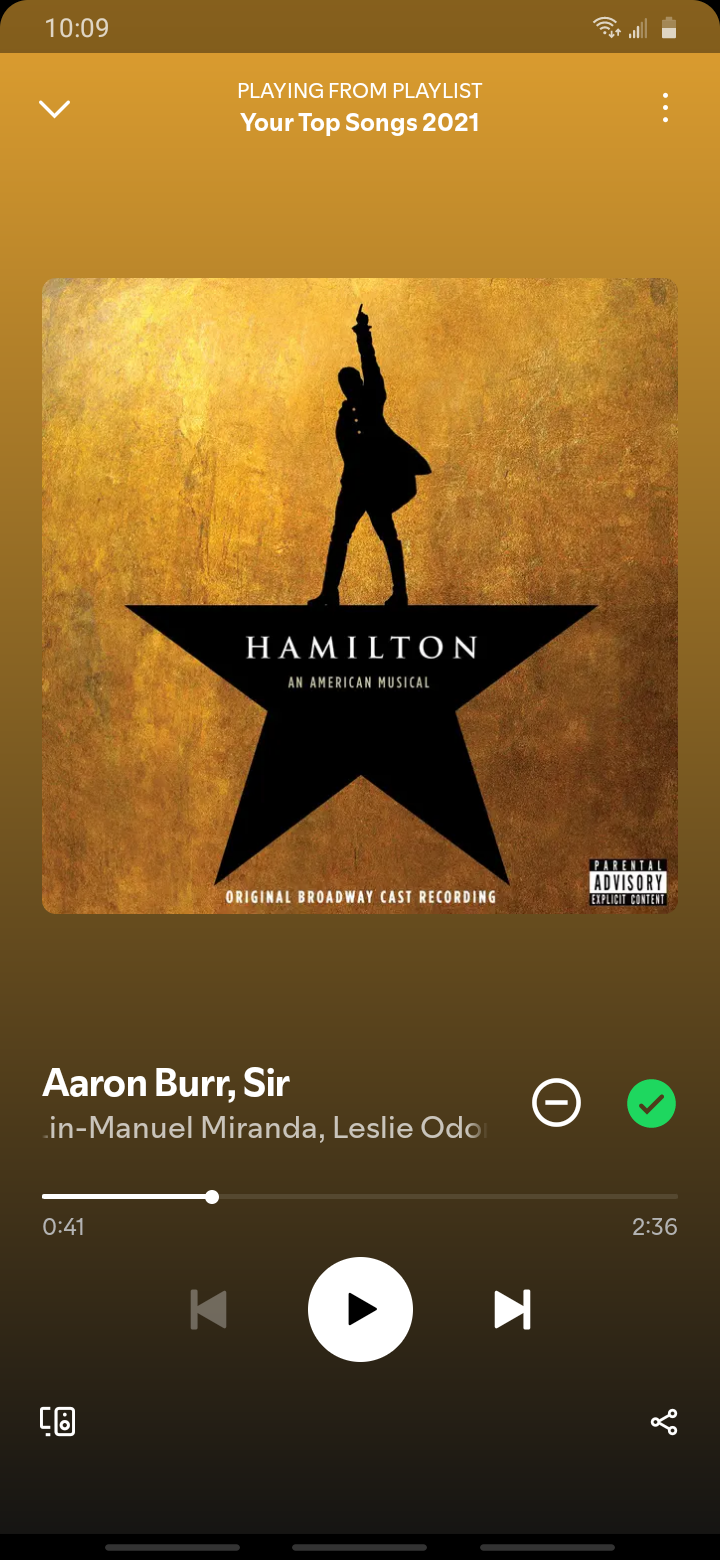 10:09
PLAYING FROM PLAYLIST
Your Top Songs 2021
HAMILTON
AN AMERICAN MUSICAL
ORIGINAL BROADWAY CAST RECORDING
PARENTAL
ADVISORY
EXPLICIT CONTENT
Aaron Burr, Sir
in-Manuel Miranda, Leslie Odo
0:41
2:36